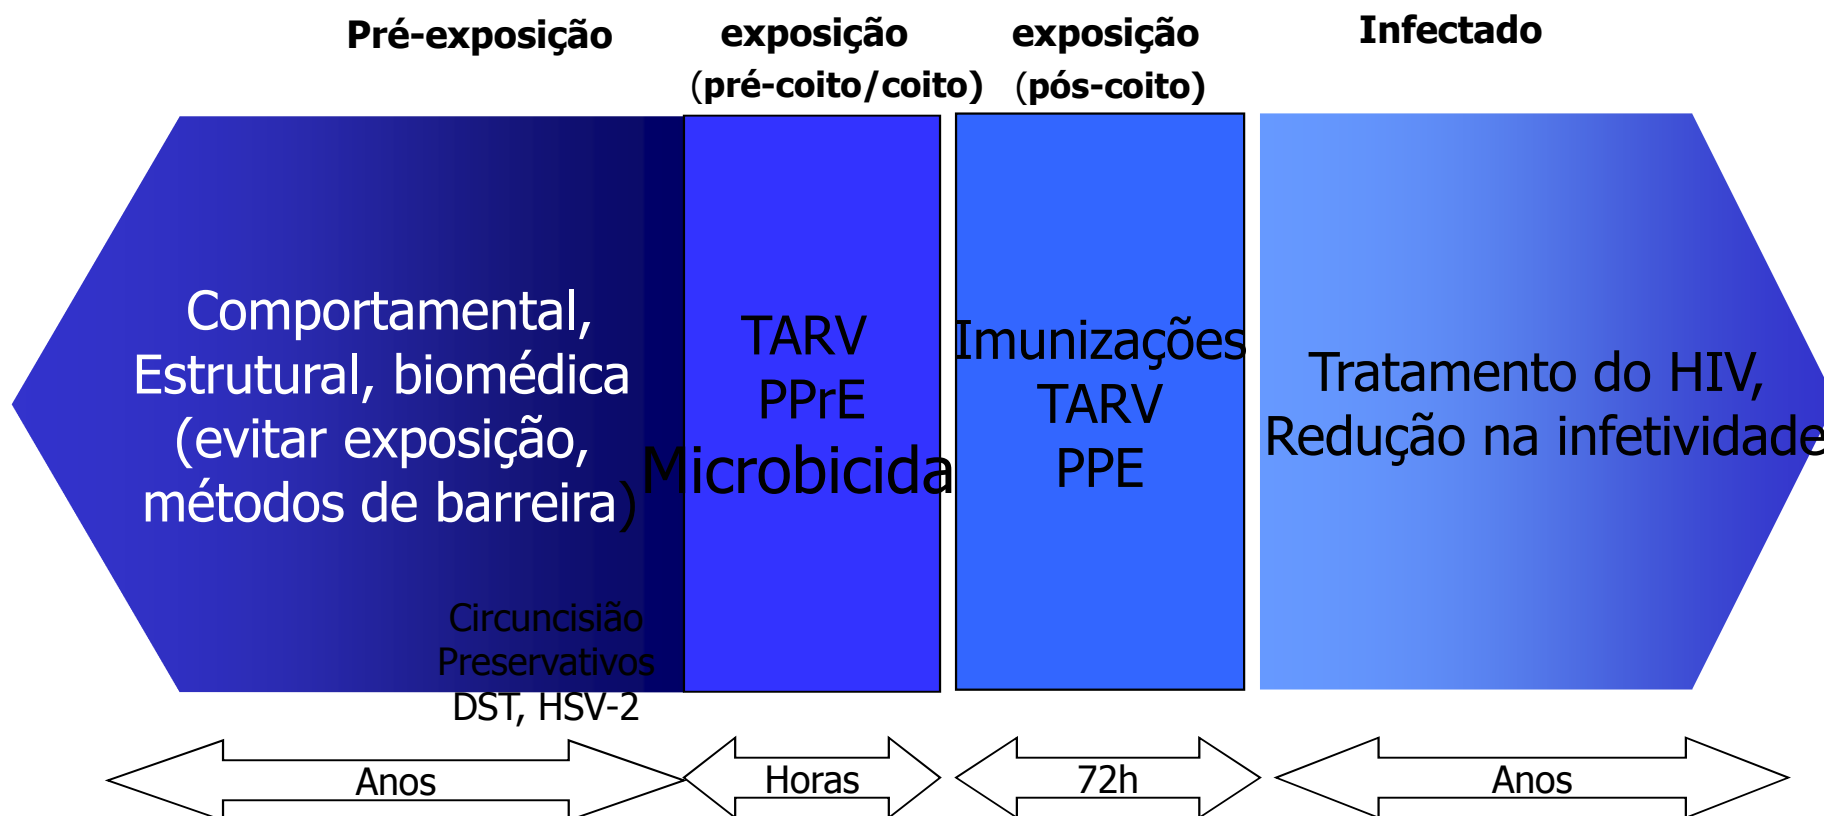 Pré-exposição
exposição
(pré-coito/coito)
exposição
(pós-coito)
Infectado
Comportamental,
Estrutural, biomédica
(evitar exposição,
métodos de barreira)
Circuncisião
Preservativos
DST, HSV-2
TARV
PPrE
Microbicida
Imunizações
TARV
PPE
Tratamento do HIV,
Redução na infetividade
Anos
Horas
72h
Anos